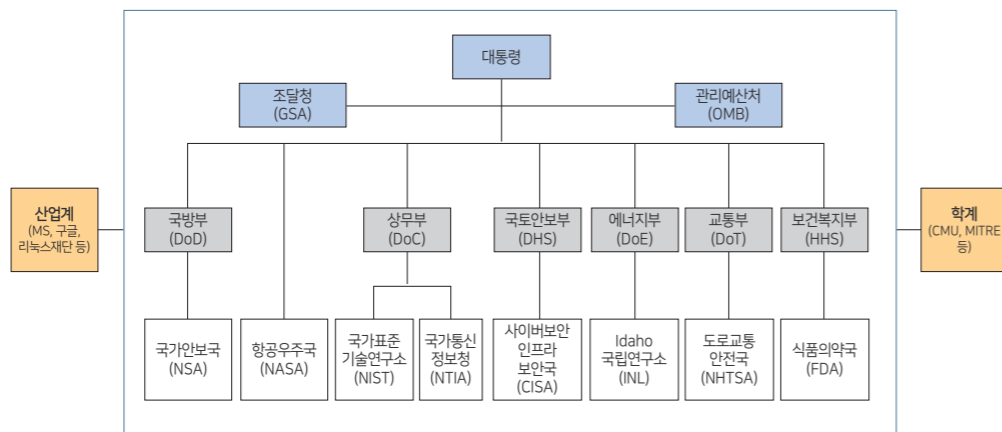 대통령
조달청
(GSA)
관리예산처
(OMB)
산업계
(MS, 구글,
리눅스재단 등)
국방부
(DoD)
상무부
(DoC)
국토안보부
(DHS)
에너지부
(DoE)
교통부
(DoT)
보건복지부
(HHS)
학계
(CMU, MITRE
등)
국가안보국
(NSA)
항공우주국
(NASA)
국가표준
기술연구소
(NIST)
국가통신
정보청
(NTIA)
사이버보안
인프라
보안국
(CISA)
Idaho
국립연구소
(INL)
도로교통
안전국
(NHTSA)
식품의약국
(FDA)